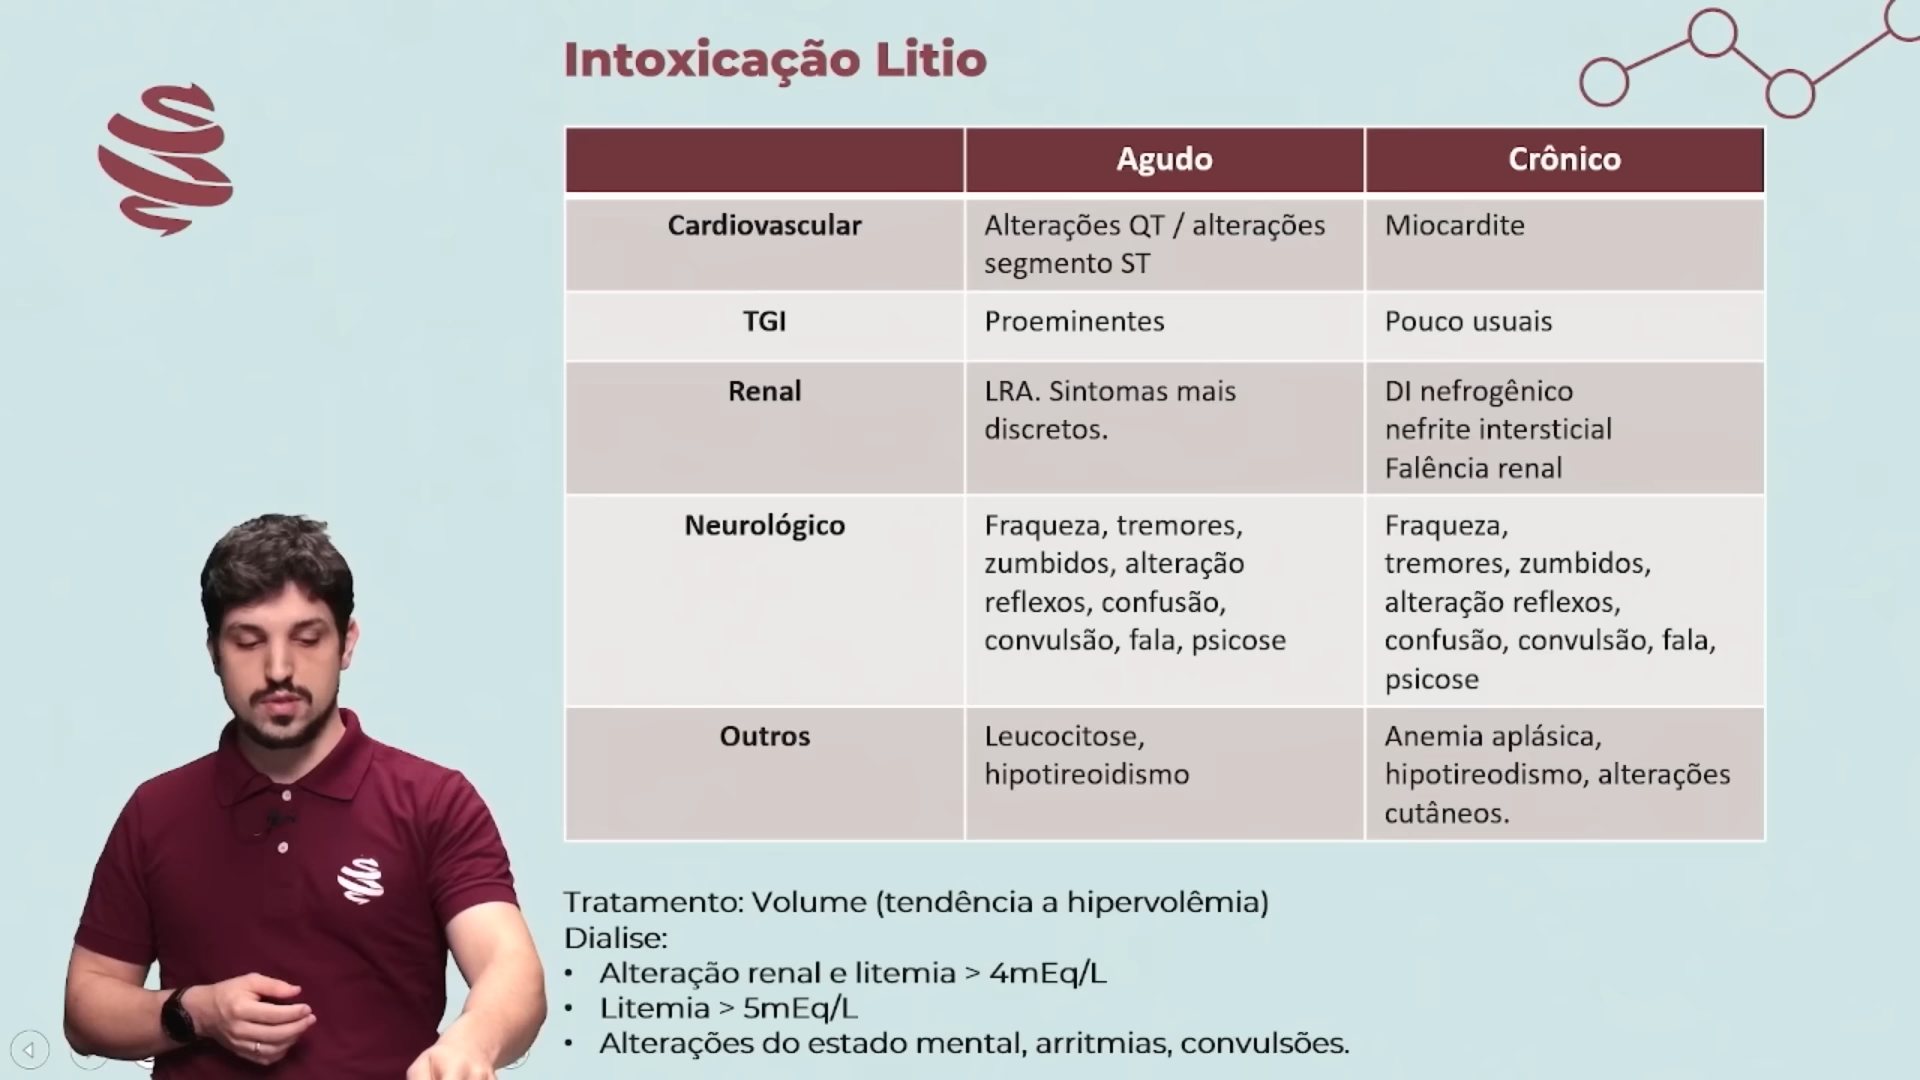 Intoxicação Litio
Agudo
Crônico
Cardiovascular
Alterações QT / alterações
segmento ST
Miocardite
TGI
Proeminentes
Pouco usuais
Renal
LRA. Sintomas mais
discretos.
DI nefrogênico
nefrite intersticial
Falência renal
Neurológico
Fraqueza, tremores,
zumbidos, alteração
reflexos, confusão,
convulsão, fala, psicose
Fraqueza,
tremores, zumbidos,
alteração reflexos,
confusão, convulsão, fala,
psicose
Outros
Leucocitose,
hipotireoidismo
Anemia aplásica,
hipotireodismo, alterações
cutâneos.
Tratamento: Volume (tendência a hipervolêmia)
Dialise:
• Alteração renal e litemia > 4mEq/L
• Litemia > 5mEq/L
• Alterações do estado mental, arritmias, convulsões.